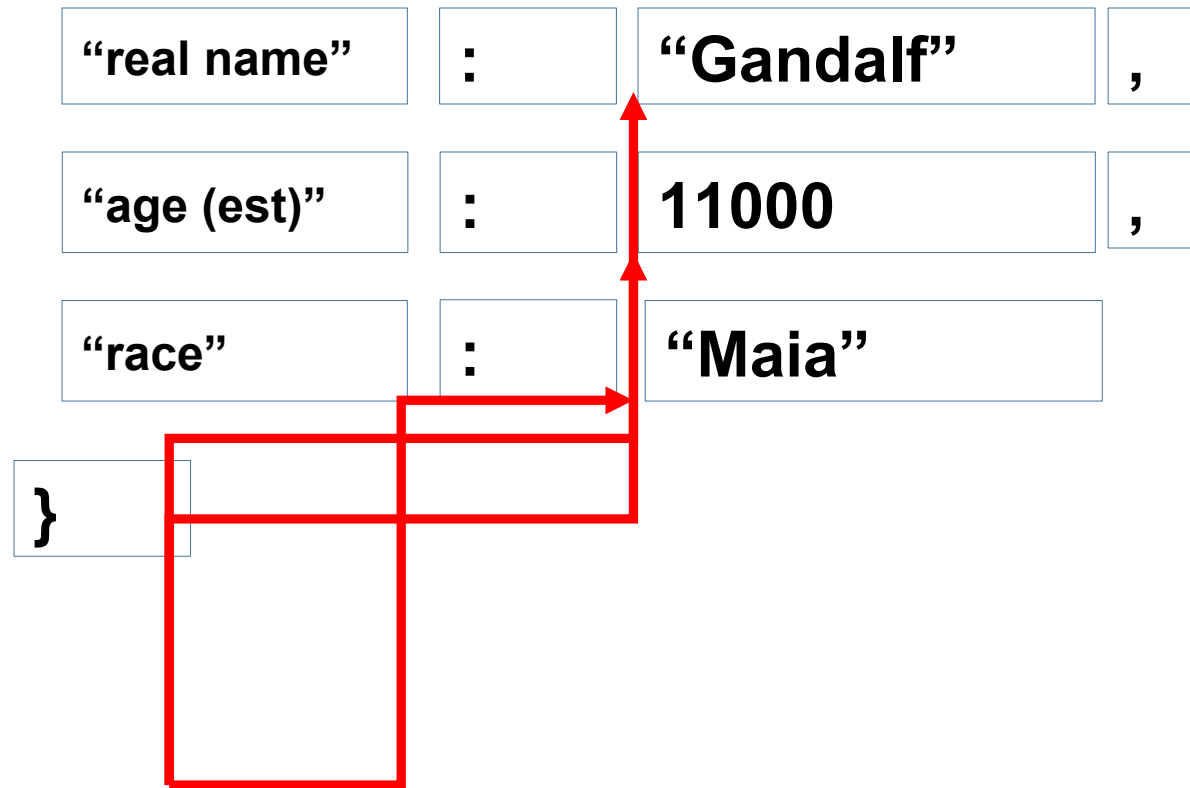 “real name” : “Gandalf” ,
“age (est)” : 11000 ,
“race” : “Maia”
}